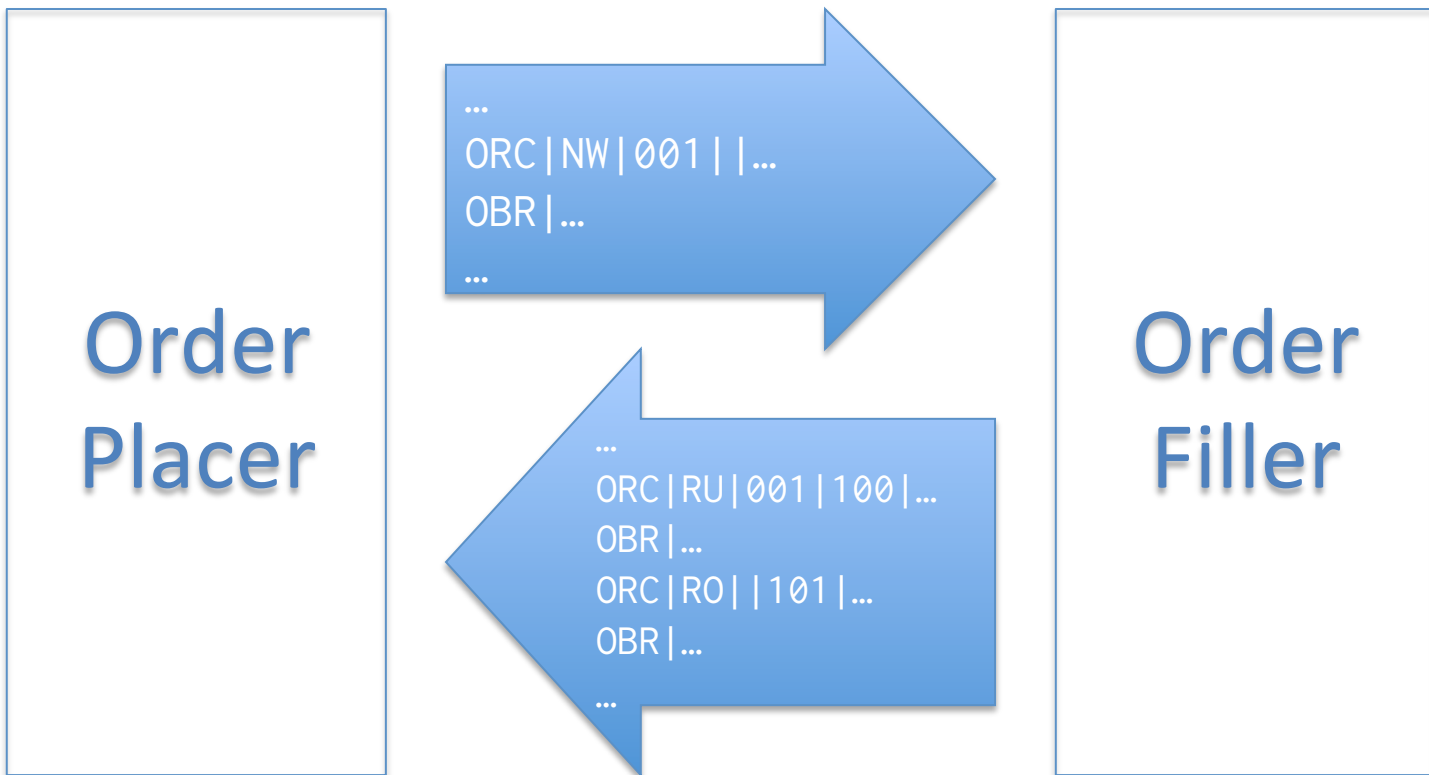 Order
Placer
…
ORC|NW|001||…
OBR|…
…
…
ORC|RU|001|100|…
OBR|…
ORC|RO||101|…
OBR|…
…
Order
Filler